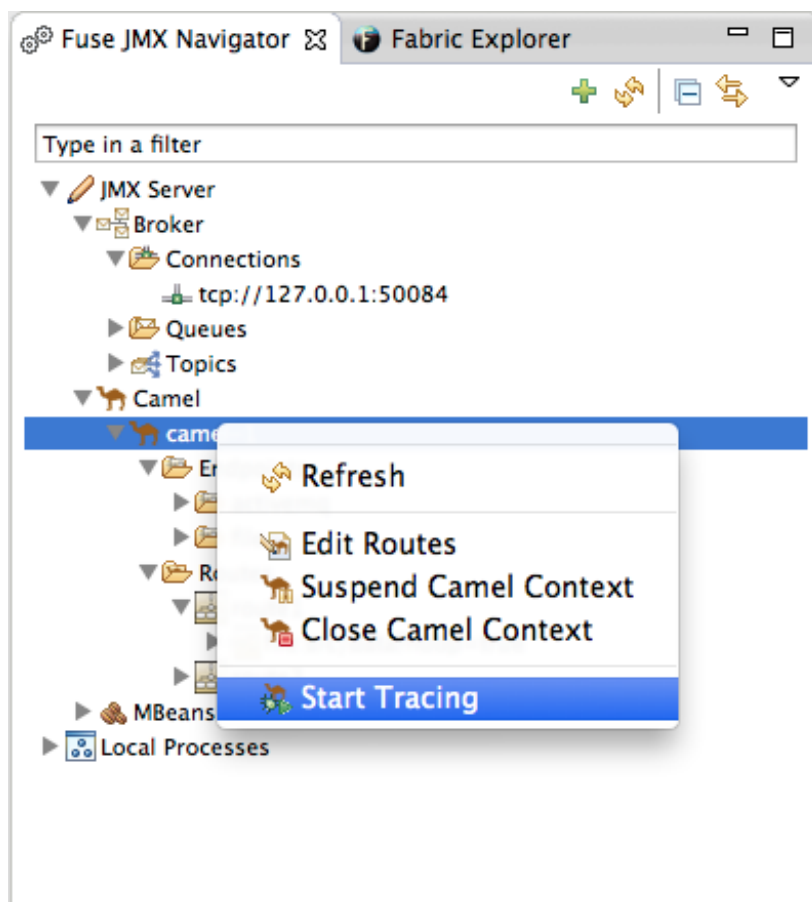 Fuse JMX Navigator Fabric Explorer
Type in a filter
JMX Server
Broker
Connections
tcp://127.0.0.1:50084
Queues
Topics
Camel
Refresh
Edit Routes
Suspend Camel Context
Close Camel Context
Start Tracing
MBeans
Local Processes